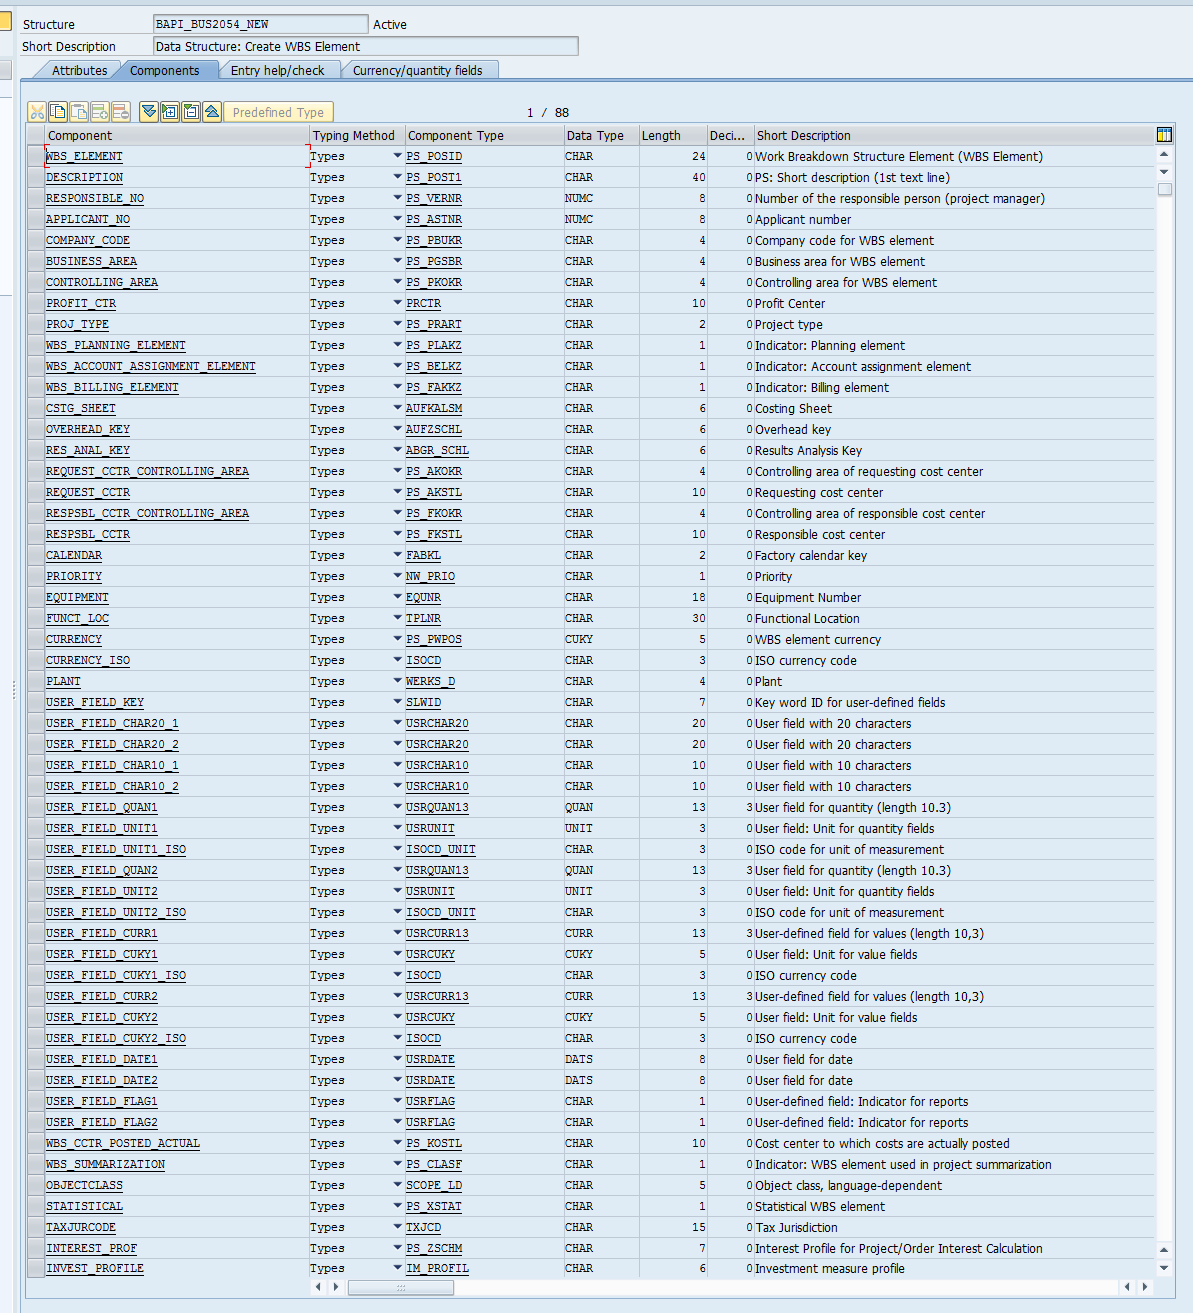 Structure BAPI_BUS2054_NEW Active
Short Description Data Structure: Create WBS Element
Attributes Components Entry help/check Currency/quantity fields
Predefined Type 1 / 88
Component Typing Method Component Type Data Type Length Deci... Short Description
WBS_ELEMENT Types PS_POSID CHAR 24 0 Work Breakdown Structure Element (WBS Element)
DESCRIPTION Types PS_POST1 CHAR 40 0 PS: Short description (1st text line)
RESPONSIBLE_NO Types PS_VERNR NUMC 8 0 Number of the responsible person (project manager)
APPLICANT_NO Types PS_ASTNR NUMC 8 0 Applicant number
COMPANY_CODE Types PS_PBUKR CHAR 4 0 Company code for WBS element
BUSINESS_AREA Types PS_PGSBR CHAR 4 0 Business area for WBS element
CONTROLLING_AREA Types PS_PKOKR CHAR 4 0 Controlling area for WBS element
PROFIT_CTR Types PRCTR CHAR 10 0 Profit Center
PROJ_TYPE Types PS_PRART CHAR 2 0 Project type
WBS_PLANNING_ELEMENT Types PS_PLAKZ CHAR 1 0 Indicator: Planning element
WBS_ACCOUNT_ASSIGNMENT_ELEMENT Types PS_BELKZ CHAR 1 0 Indicator: Account assignment element
WBS_BILLING_ELEMENT Types PS_FAKKZ CHAR 1 0 Indicator: Billing element
CSTG_SHEET Types AUFKALSM CHAR 6 0 Costing Sheet
OVERHEAD_KEY Types AUFZSCHL CHAR 6 0 Overhead key
RES_ANAL_KEY Types ABGR_SCHL CHAR 6 0 Results Analysis Key
REQUEST_CCTR_CONTROLLING_AREA Types PS_AKOKR CHAR 4 0 Controlling area of requesting cost center
REQUEST_CCTR Types PS_AKSTL CHAR 10 0 Requesting cost center
RESPSBL_CCTR_CONTROLLING_AREA Types PS_FKOKR CHAR 4 0 Controlling area of responsible cost center
RESPSBL_CCTR Types PS_FKSTL CHAR 10 0 Responsible cost center
CALENDAR Types FABKL CHAR 2 0 Factory calendar key
PRIORITY Types NW_PRIO CHAR 1 0 Priority
EQUIPMENT Types EQUNR CHAR 18 0 Equipment Number
FUNCT_LOC Types TPLNR CHAR 30 0 Functional Location
CURRENCY Types PS_PWPOS CUKY 5 0 WBS element currency
CURRENCY_ISO Types ISOCD CHAR 3 0 ISO currency code
PLANT Types WERKS_D CHAR 4 0 Plant
USER_FIELD_KEY Types SLWID CHAR 7 0 Key word ID for user-defined fields
USER_FIELD_CHAR20_1 Types USRCHAR20 CHAR 20 0 User field with 20 characters
USER_FIELD_CHAR20_2 Types USRCHAR20 CHAR 20 0 User field with 20 characters
USER_FIELD_CHAR10_1 Types USRCHAR10 CHAR 10 0 User field with 10 characters
USER_FIELD_CHAR10_2 Types USRCHAR10 CHAR 10 0 User field with 10 characters
USER_FIELD_QUAN1 Types USRQUAN13 QUAN 13 3 User field for quantity (length 10.3)
USER_FIELD_UNIT1 Types USRUNIT UNIT 3 0 User field: Unit for quantity fields
USER_FIELD_UNIT1_ISO Types ISOCD_UNIT CHAR 3 0 ISO code for unit of measurement
USER_FIELD_QUAN2 Types USRQUAN13 QUAN 13 3 User field for quantity (length 10.3)
USER_FIELD_UNIT2 Types USRUNIT UNIT 3 0 User field: Unit for quantity fields
USER_FIELD_UNIT2_ISO Types ISOCD_UNIT CHAR 3 0 ISO code for unit of measurement
USER_FIELD_CURR1 Types USRCURR13 CURR 13 3 User-defined field for values (length 10,3)
USER_FIELD_CUKY1 Types USRCUKY CUKY 5 0 User field: Unit for value fields
USER_FIELD_CUKY1_ISO Types ISOCD CHAR 3 0 ISO currency code
USER_FIELD_CURR2 Types USRCURR13 CURR 13 3 User-defined field for values (length 10,3)
USER_FIELD_CUKY2 Types USRCUKY CUKY 5 0 User field: Unit for value fields
USER_FIELD_CUKY2_ISO Types ISOCD CHAR 3 0 ISO currency code
USER_FIELD_DATE1 Types USRDATE DATS 8 0 User field for date
USER_FIELD_DATE2 Types USRDATE DATS 8 0 User field for date
USER_FIELD_FLAG1 Types USRFLAG CHAR 1 0 User-defined field: Indicator for reports
USER_FIELD_FLAG2 Types USRFLAG CHAR 1 0 User-defined field: Indicator for reports
WBS_CCTR_POSTED_ACTUAL Types PS_KOSTL CHAR 10 0 Cost center to which costs are actually posted
WBS_SUMMARIZATION Types PS_CLASF CHAR 1 0 Indicator: WBS element used in project summarization
OBJECTCLASS Types SCOPE_LD CHAR 5 0 Object class, language-dependent
STATISTICAL Types PS_XSTAT CHAR 1 0 Statistical WBS element
TAXJURCODE Types TXJCD CHAR 15 0 Tax Jurisdiction
INTEREST_PROF Types PS_ZSCHM CHAR 7 0 Interest Profile for Project/Order Interest Calculation
INVEST_PROFILE Types IM_PROFIL CHAR 6 0 Investment measure profile